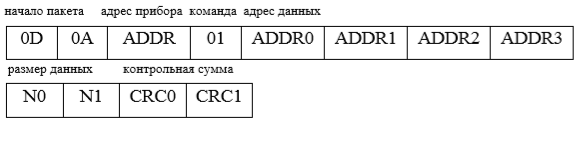 начало пакета адрес прибора команда адрес данных
0D 0A ADDR 01 ADDR0 ADDR1 ADDR2 ADDR3
размер данных контрольная сумма
N0 N1 CRC0 CRC1